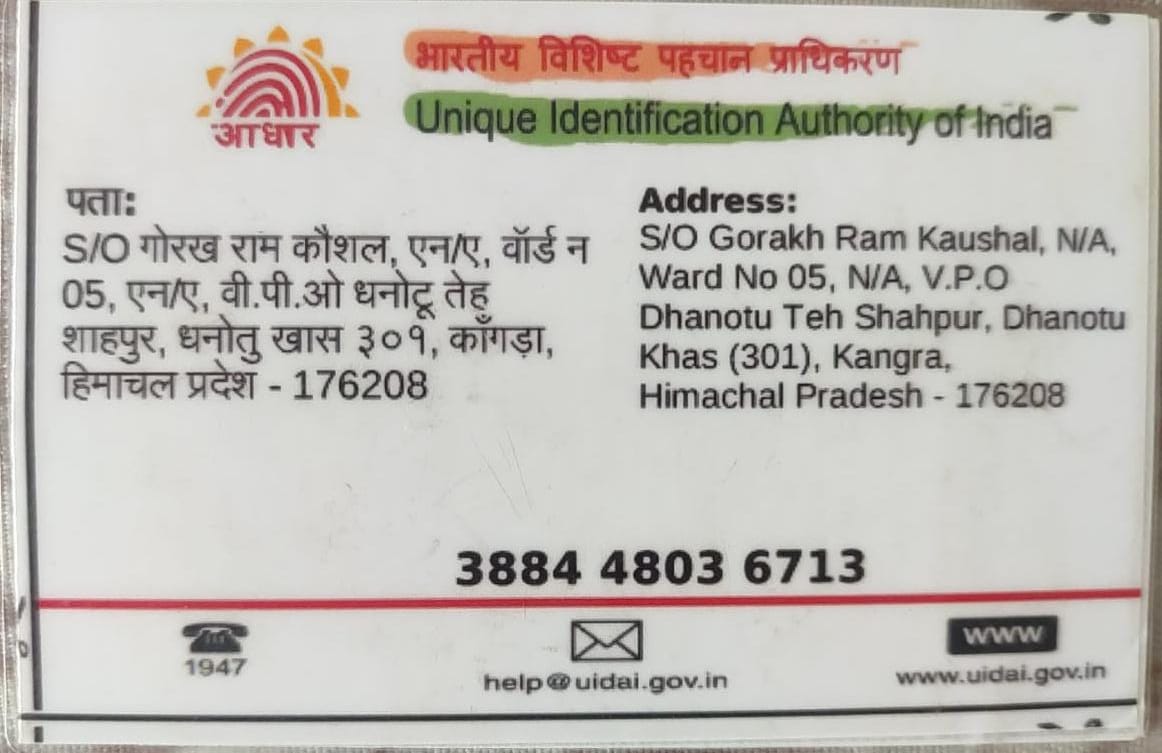 भारतीय विशिष्ट पहचान प्राधिकरण
Unique Identification Authority of India
आधार
पता:
S/O गोरख राम कौशल, एन/ए, वॉर्ड न
05, एन/ए, वी.पी.ओ धनोटू तेह
शाहपुर, धनोतु खास ३०१, काँगड़ा,
हिमाचल प्रदेश - 176208
Address:
S/O Gorakh Ram Kaushal, N/A,
Ward No 05, N/A, V.P.O
Dhanotu Teh Shahpur, Dhanotu
Khas (301), Kangra,
Himachal Pradesh - 176208
3884 4803 6713
1947
help@uidai.gov.in
www
www.uidai.gov.in